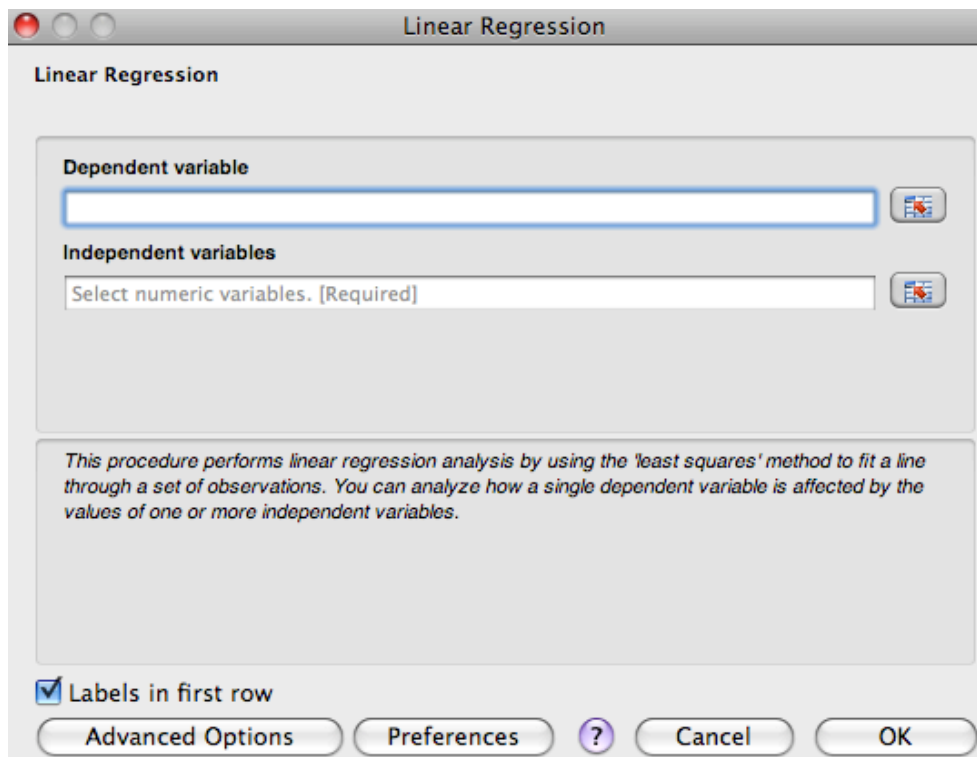 Linear Regression
Linear Regression
Dependent variable
Independent variables
Select numeric variables. [Required]
This procedure performs linear regression analysis by using the 'least squares' method to fit a line
through a set of observations. You can analyze how a single dependent variable is affected by the
values of one or more independent variables.
Labels in first row
Advanced Options Preferences ? Cancel OK